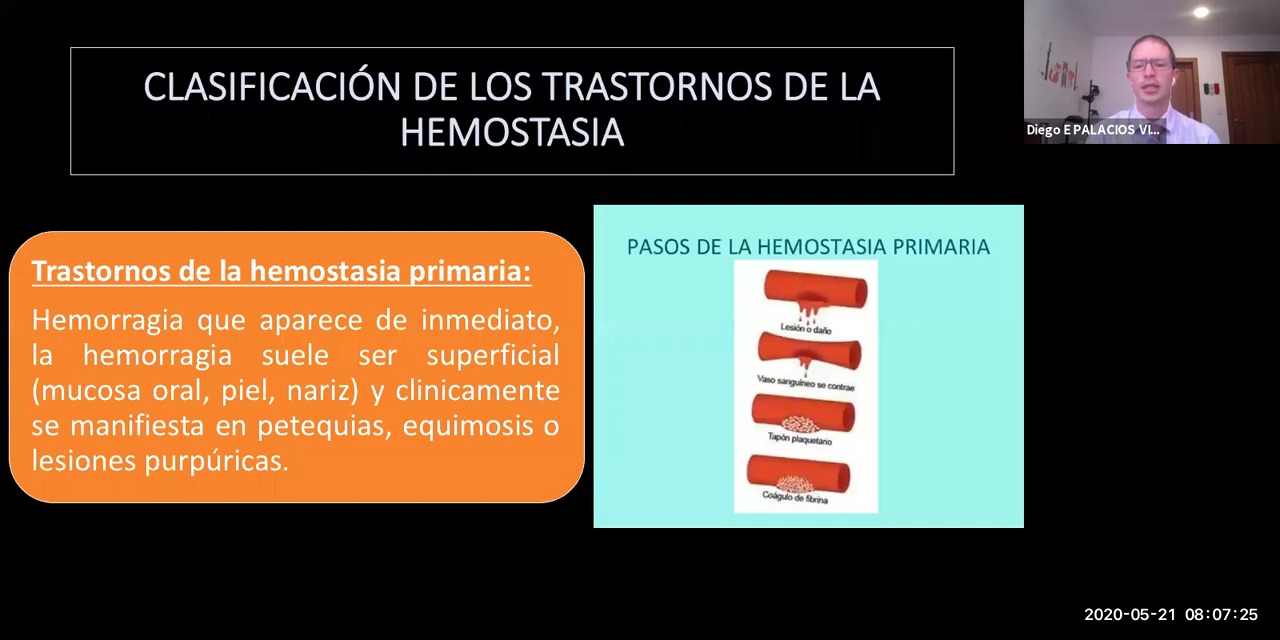 CLASIFICACIÓN DE LOS TRASTORNOS DE LA
HEMOSTASIA
Diego E PALACIOS VI...
Trastornos de la hemostasia primaria:
Hemorragia que aparece de inmediato,
la hemorragia suele ser superficial
(mucosa oral, piel, nariz) y clinicamente
se manifiesta en petequias, equimosis o
lesiones purpúricas.
PASOS DE LA HEMOSTASIA PRIMARIA
Lesión o daño
Vaso sanguíneo se contrae
Tapón plaquetario
Coágulo de fibrina
2020-05-21 08:07:25